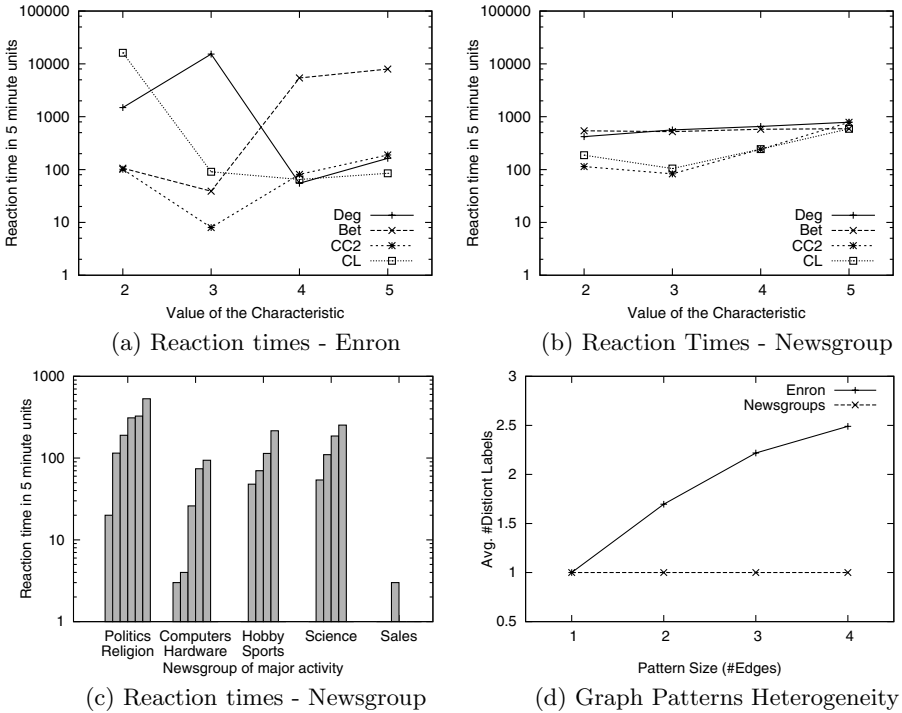 100000
10000
1000
100
10
1
Reaction time in 5 minute units
Deg
Bet
CC2
CL
2 3 4 5
Value of the Characteristic
(a) Reaction times - Enron
100000
10000
1000
100
10
1
Reaction time in 5 minute units
Deg
Bet
CC2
CL
2 3 4 5
Value of the Characteristic
(b) Reaction Times - Newsgroup
1000
100
10
1
Reaction time in 5 minute units
Politics Computers Hobby Science Sales
Religion Hardware Sports
Newsgroup of major activity
(c) Reaction times - Newsgroup
3
2.5
2
1.5
1
0.5
Avg. #Disticnt Labels
Enron
Newsgroups
1 2 3 4
Pattern Size (#Edges)
(d) Graph Patterns Heterogeneity